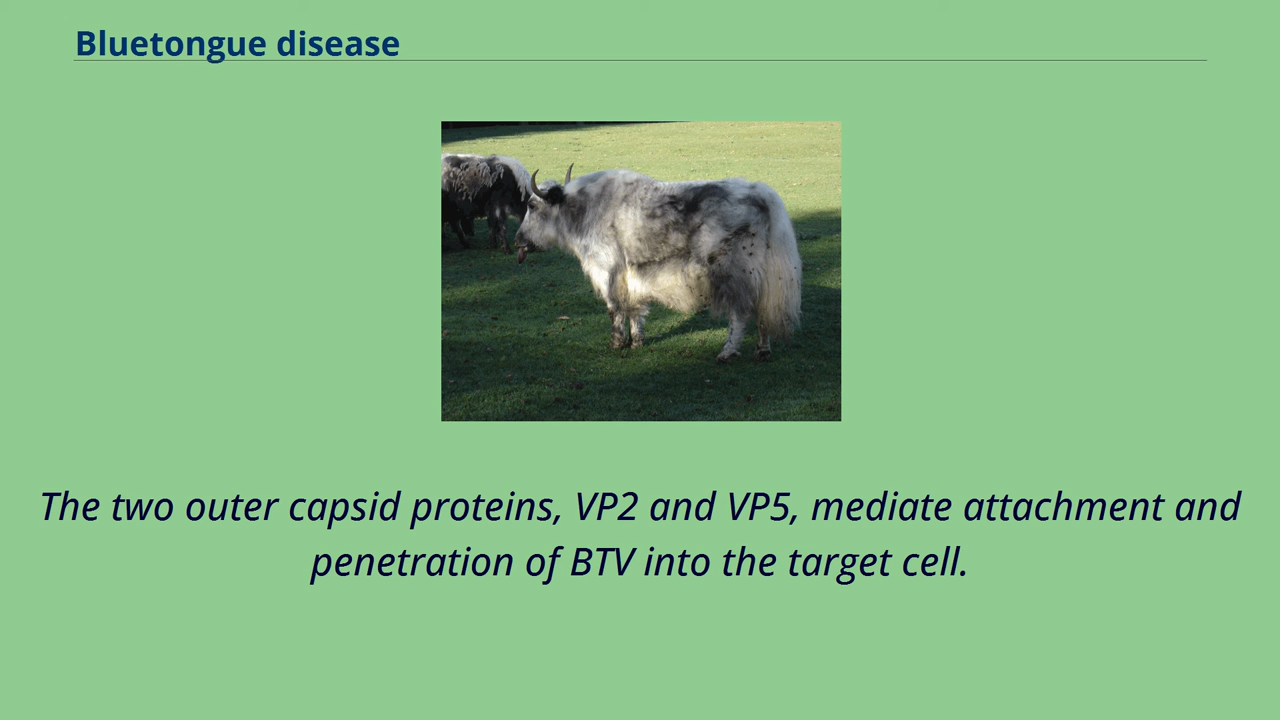 Bluetongue disease
The two outer capsid proteins, VP2 and VP5, mediate attachment and
penetration of BTV into the target cell.